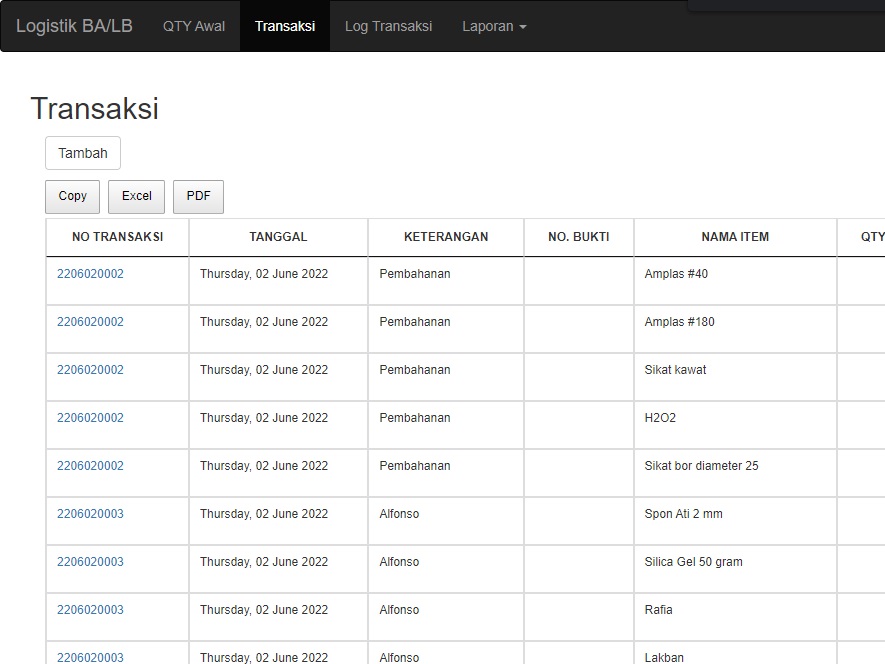 Logistik BA/LB QTY Awal Transaksi Log Transaksi Laporan
Transaksi
Tambah
Copy Excel PDF
NO TRANSAKSI TANGGAL KETERANGAN NO. BUKTI NAMA ITEM QTY
2206020002 Thursday, 02 June 2022 Pembahanan Amplas #40
2206020002 Thursday, 02 June 2022 Pembahanan Amplas #180
2206020002 Thursday, 02 June 2022 Pembahanan Sikat kawat
2206020002 Thursday, 02 June 2022 Pembahanan H2O2
2206020002 Thursday, 02 June 2022 Pembahanan Sikat bor diameter 25
2206020003 Thursday, 02 June 2022 Alfonso Spon Ati 2 mm
2206020003 Thursday, 02 June 2022 Alfonso Silica Gel 50 gram
2206020003 Thursday, 02 June 2022 Alfonso Rafia
2206020003 Thursday, 02 June 2022 Alfonso Lakban